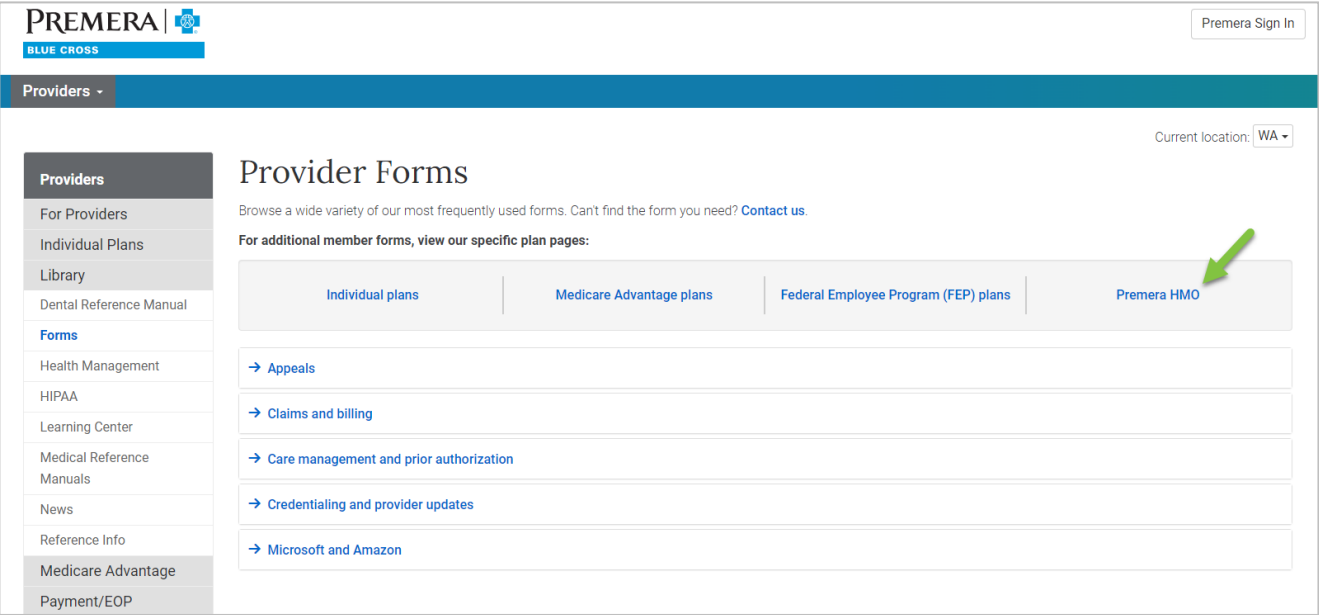 PREMERA
BLUE CROSS
Premera Sign In
Providers
Current location: WA
Providers
For Providers
Individual Plans
Library
Dental Reference Manual
Forms
Health Management
HIPAA
Learning Center
Medical Reference
Manuals
News
Reference Info
Medicare Advantage
Payment/EOP
Provider Forms
Browse a wide variety of our most frequently used forms. Can't find the form you need? Contact us.
For additional member forms, view our specific plan pages:
Individual plans
Medicare Advantage plans
Federal Employee Program (FEP) plans
Premera HMO
Appeals
Claims and billing
Care management and prior authorization
Credentialing and provider updates
Microsoft and Amazon